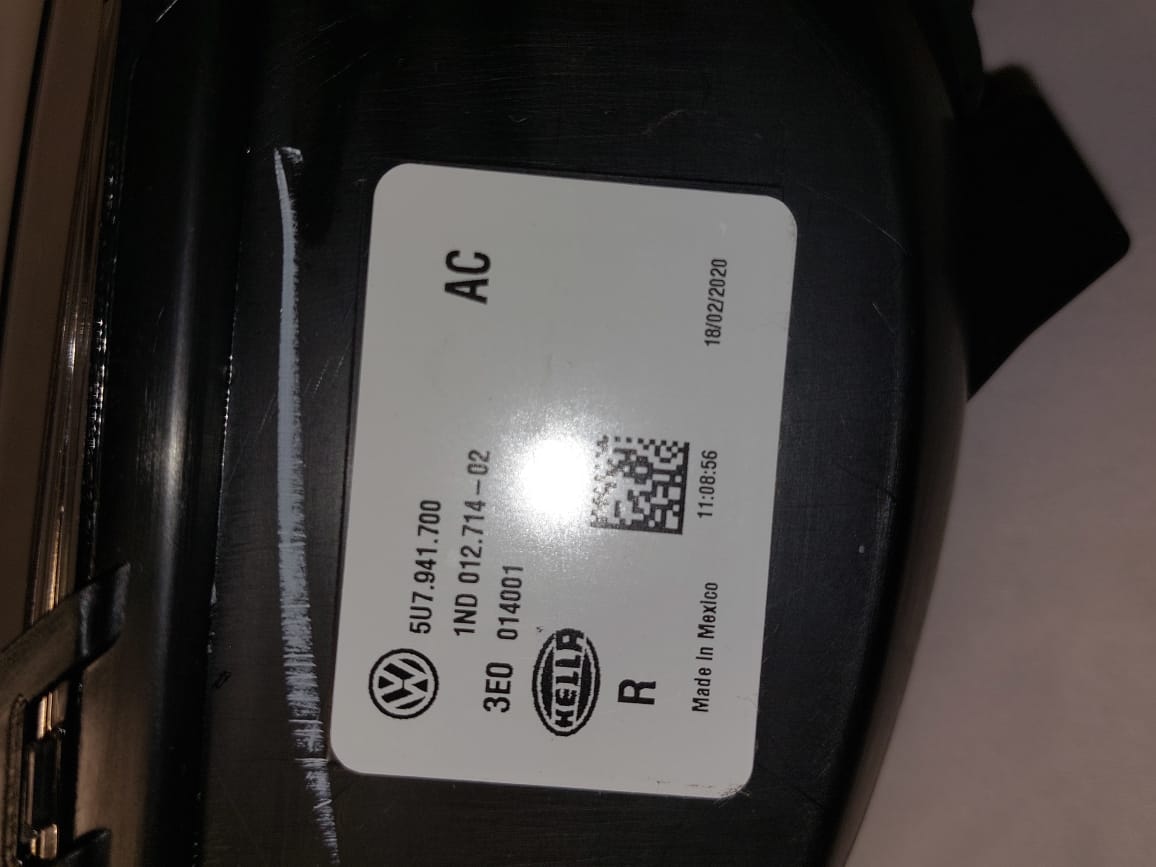 5U7.941.700
1ND 012.714-02 AC
3E0 014001
HELLA
R
Made In Mexico 11:08:56 18/02/2020